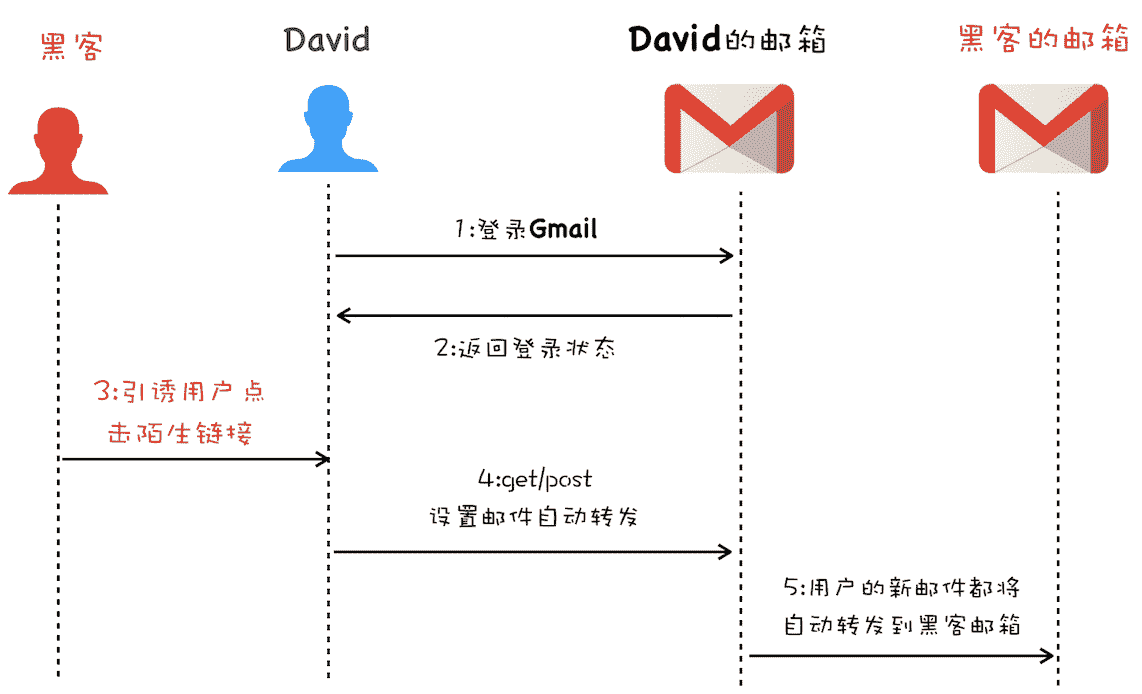 黑客
David
David的邮箱
黑客的邮箱
1:登录Gmail
2:返回登录状态
3:引诱用户点
击陌生链接
4:get/post
设置邮件自动转发
5:用户的新邮件都将
自动转发到黑客邮箱